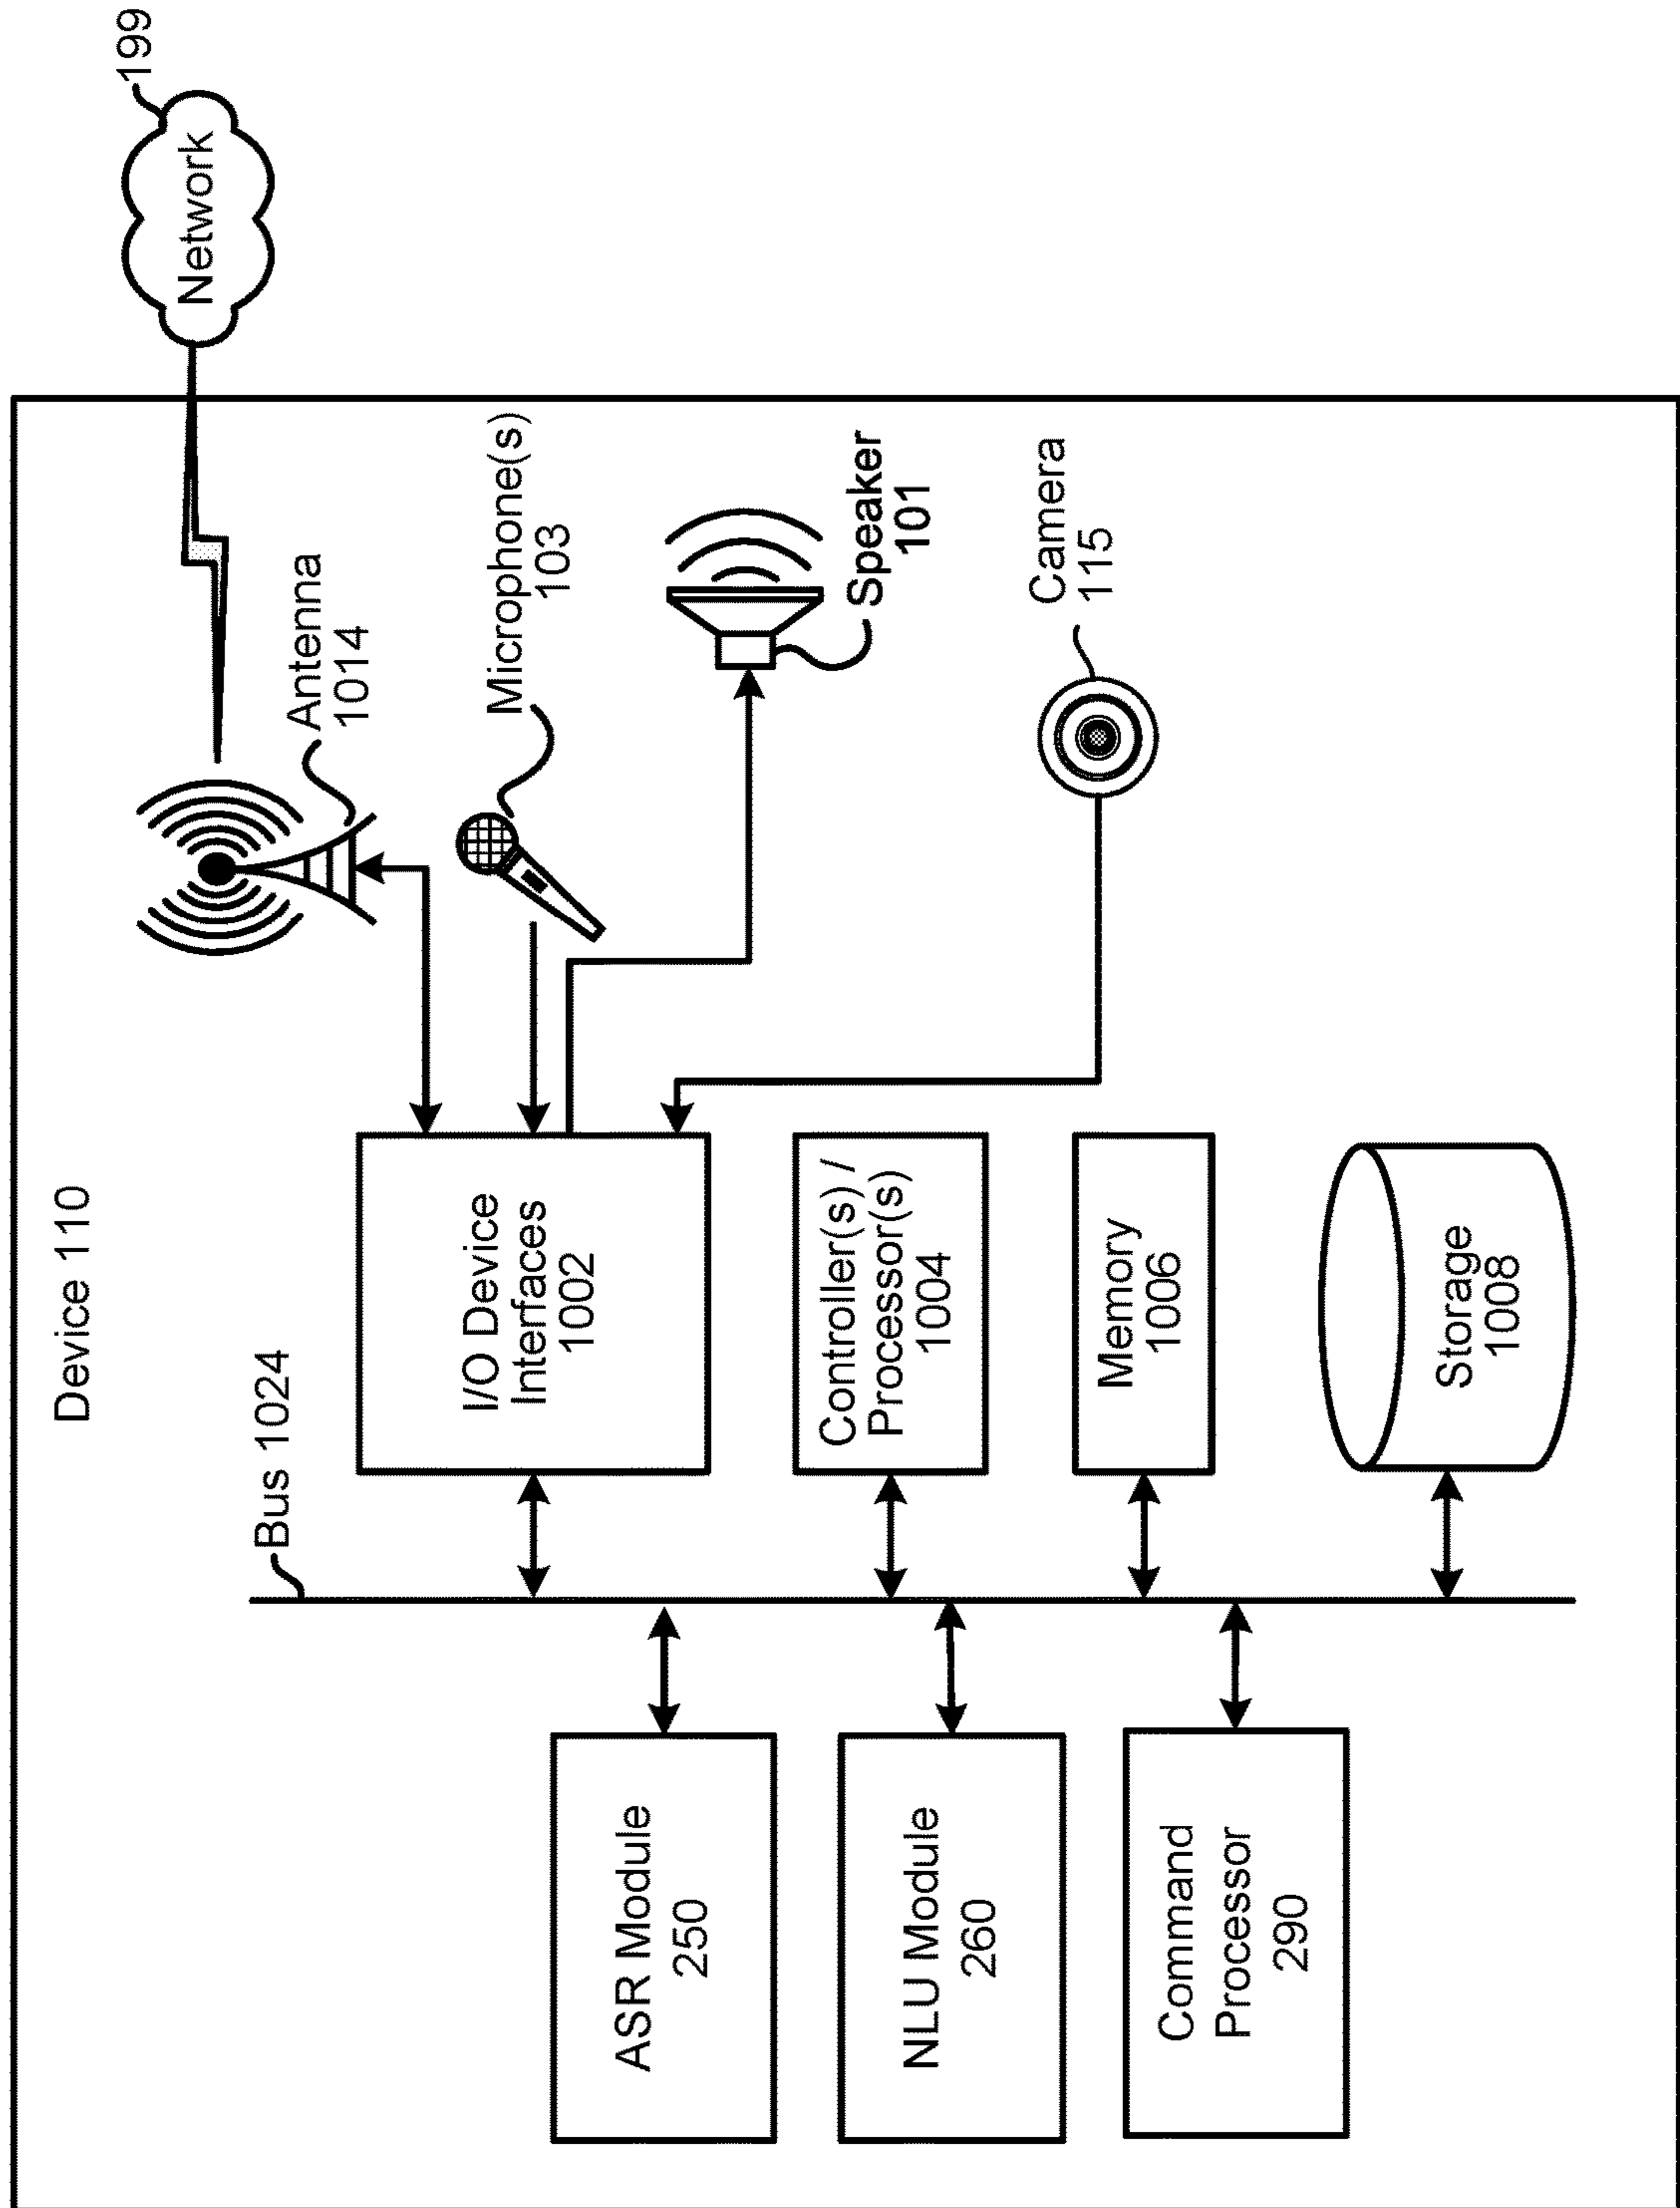 Device 110
Bus 1024
ASR Module
250
NLU Module
260
Command
Processor
290
I/O Device
Interfaces
1002
Controller(s) /
Processor(s)
1004
Memory
1006
Storage
1008
Antenna
1014
Microphone(s)
103
Speaker
101
Camera
115
Network
199